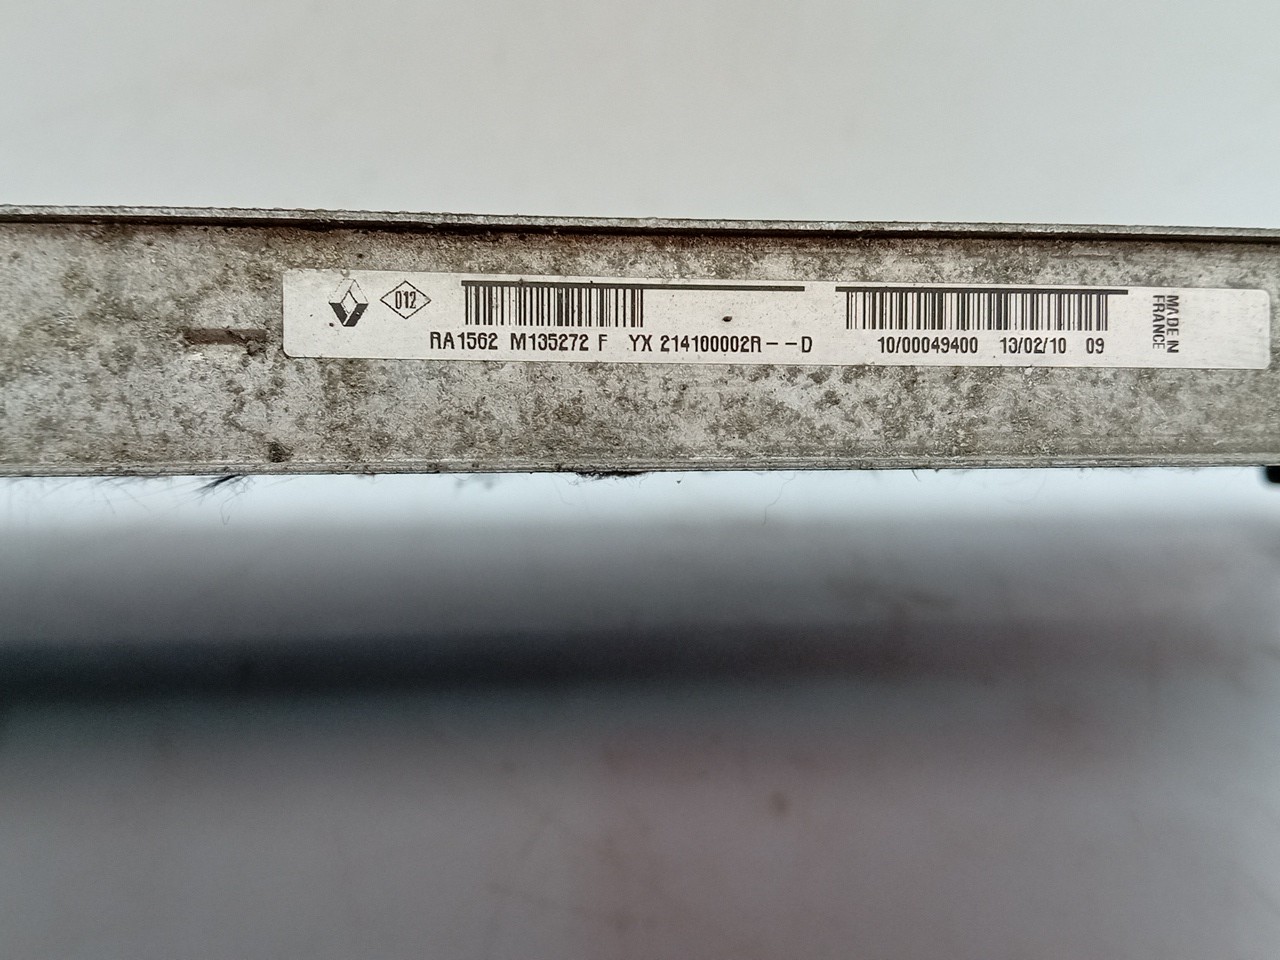 012
RA1562 M135272 F YX 214100002R--D
10/00049400 13/02/10 09
MADE IN
FRANCE